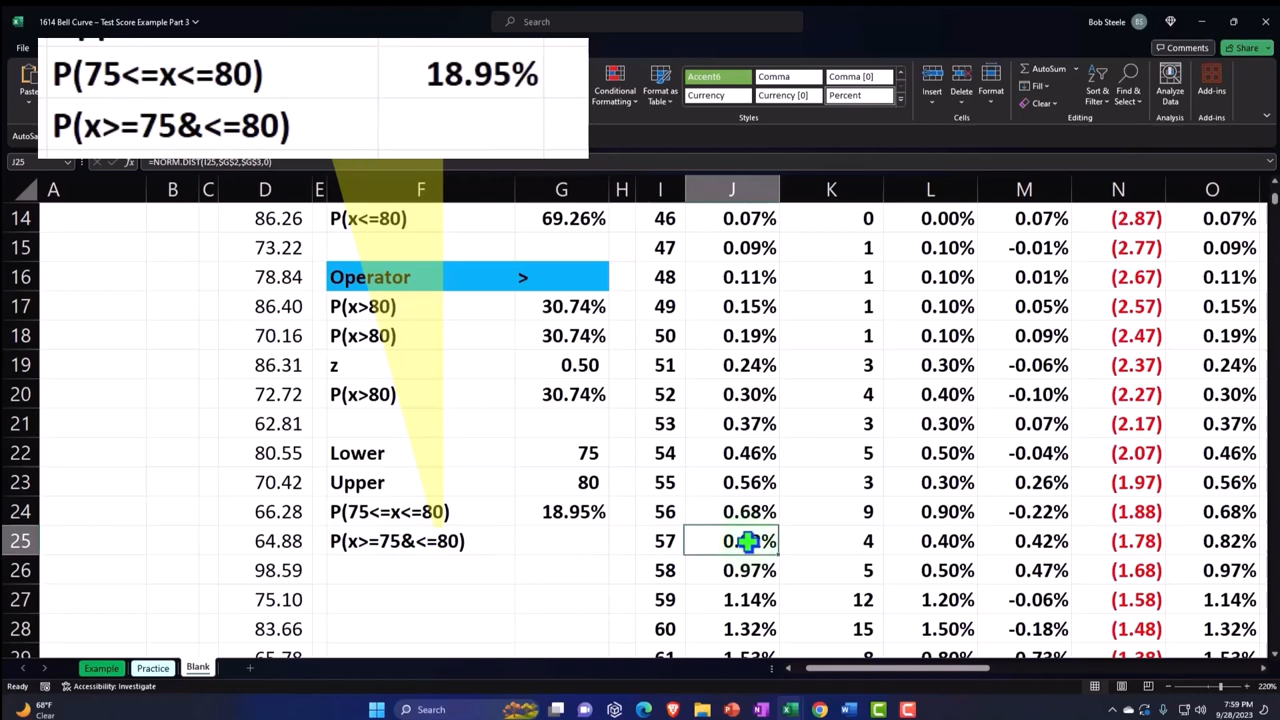 1614 Bell Curve - Test Score Example Part 3
Search
Bob Steele BS
File
Comments Share
P(75<=x<=80) 18.95%
P(x>=75&<=80)
Paste
Conditional Formatting
Format as Table
Accent6 Comma Comma [0]
Currency Currency [0] Percent
Styles
Insert Delete Format
Cells
AutoSum
Fill
Clear
Sort & Filter
Find & Select
Editing
Analyze Data
Analysis
Add-ins
Add-ins
J25 fx =NORM.DIST(I25,$G$2,$G$3,0)
A B C D E F G H I J K L M N O
14 86.26 P(x<=80) 69.26% 46 0.07% 0 0.00% 0.07% (2.87) 0.07%
15 73.22 47 0.09% 1 0.10% -0.01% (2.77) 0.09%
16 78.84 Operator > 48 0.11% 1 0.10% 0.01% (2.67) 0.11%
17 86.40 P(x>80) 30.74% 49 0.15% 1 0.10% 0.05% (2.57) 0.15%
18 70.16 P(x>80) 30.74% 50 0.19% 1 0.10% 0.09% (2.47) 0.19%
19 86.31 z 0.50 51 0.24% 3 0.30% -0.06% (2.37) 0.24%
20 72.72 P(x>80) 30.74% 52 0.30% 4 0.40% -0.10% (2.27) 0.30%
21 62.81 53 0.37% 3 0.30% 0.07% (2.17) 0.37%
22 80.55 Lower 75 54 0.46% 5 0.50% -0.04% (2.07) 0.46%
23 70.42 Upper 80 55 0.56% 3 0.30% 0.26% (1.97) 0.56%
24 66.28 P(75<=x<=80) 18.95% 56 0.68% 9 0.90% -0.22% (1.88) 0.68%
25 64.88 P(x>=75&<=80) 57 4 0.40% 0.42% (1.78) 0.82%
26 98.59 58 0.97% 5 0.50% 0.47% (1.68) 0.97%
27 75.10 59 1.14% 12 1.20% -0.06% (1.58) 1.14%
28 83.66 60 1.32% 15 1.50% -0.18% (1.48) 1.32%
Example Practice Blank
Ready Accessibility: Investigate 220%
68°F
Clear
Search
7:59 PM
9/28/2023